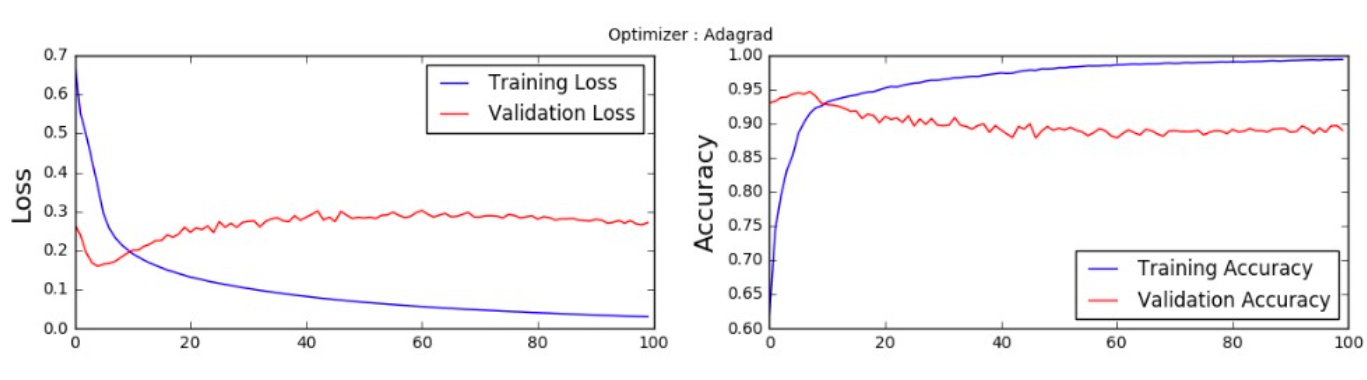 Optimizer : Adagrad
0.7
0.6
0.5
0.4
0.3
0.2
0.1
0.0
Loss
Training Loss
Validation Loss
0 20 40 60 80 100
1.00
0.95
0.90
0.85
0.80
0.75
0.70
0.65
0.60
Accuracy
Training Accuracy
Validation Accuracy
0 20 40 60 80 100